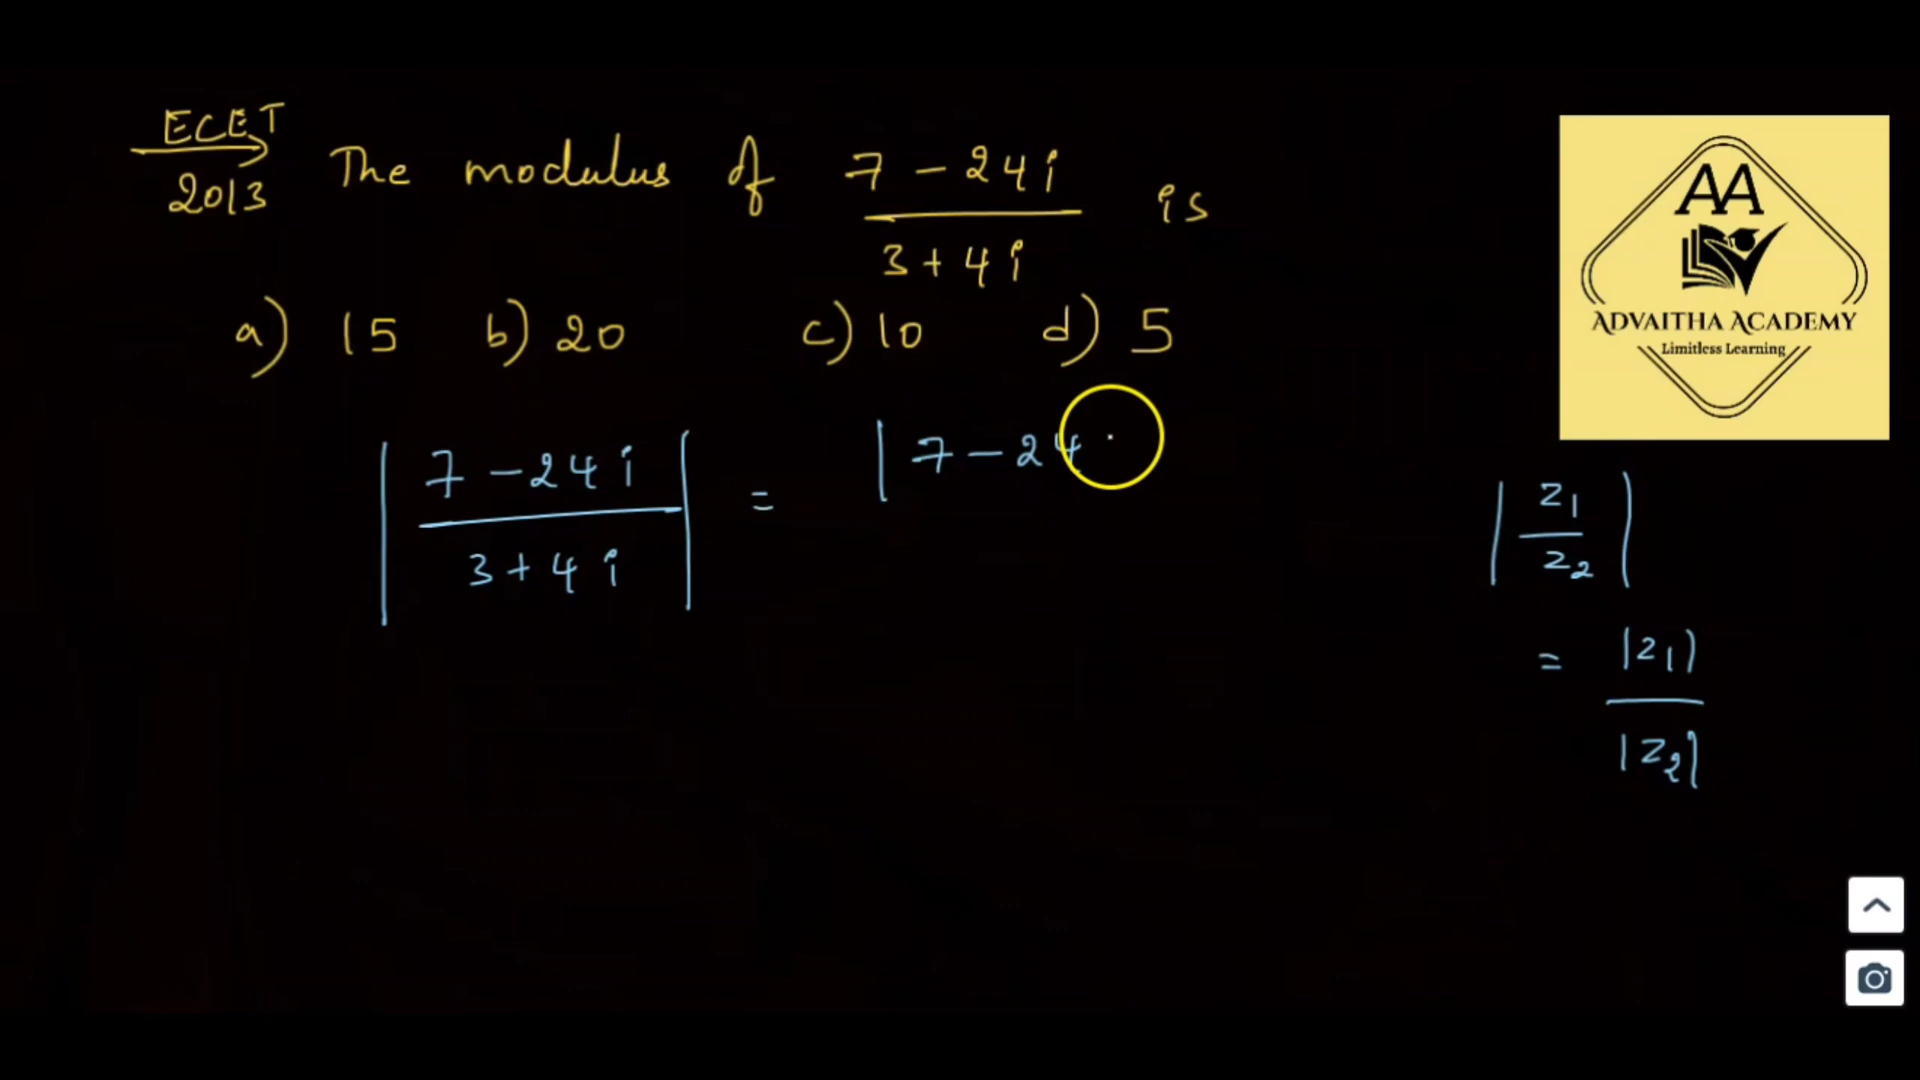 ECET
2013
The modulus of 7 - 24i / 3 + 4i is
a) 15 b) 20 c) 10 d) 5
| 7 - 24i / 3 + 4i | = | 7 - 24
| z1 / z2 |
= |z1| / |z2|
AA
ADVAITHA ACADEMY
Limitless Learning